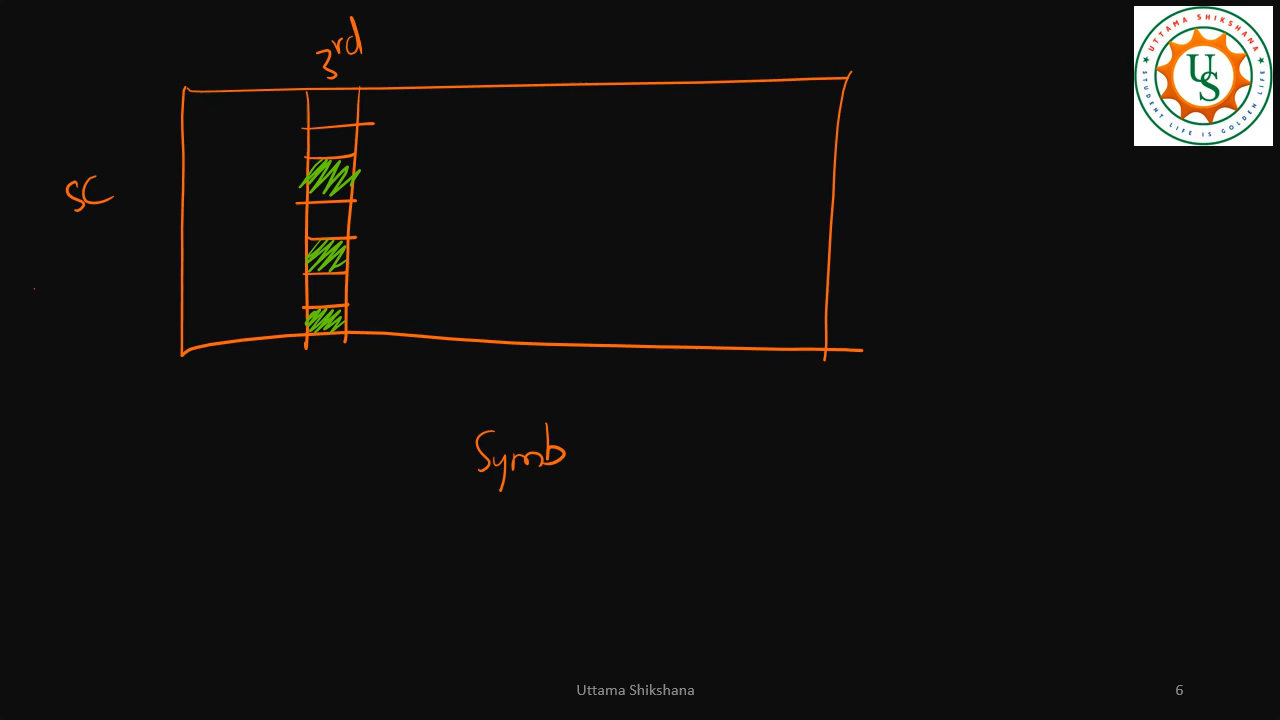 3rd
SC
Symb
UTTAMA SHIKSHANA
US
STUDENT LIFE IS GOLDEN LIFE
Uttama Shikshana
6